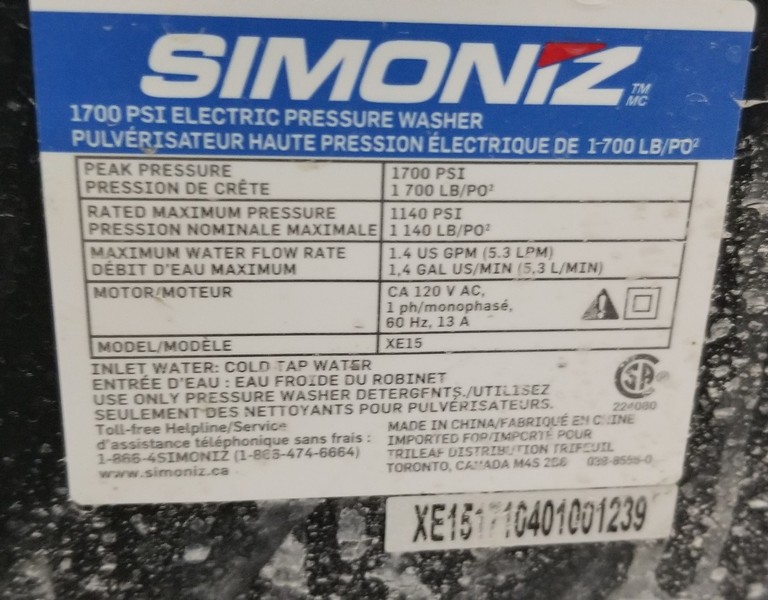 SIMONIZ
TM
MC
1700 PSI ELECTRIC PRESSURE WASHER
PULVÉRISATEUR HAUTE PRESSION ÉLECTRIQUE DE 1 700 LB/PO²
PEAK PRESSURE 1700 PSI
PRESSION DE CRÊTE 1 700 LB/PO²
RATED MAXIMUM PRESSURE 1140 PSI
PRESSION NOMINALE MAXIMALE 1 140 LB/PO²
MAXIMUM WATER FLOW RATE 1.4 US GPM (5.3 LPM)
DÉBIT D'EAU MAXIMUM 1,4 GAL US/MIN (5,3 L/MIN)
MOTOR/MOTEUR CA 120 V AC,
1 ph/monophasé,
60 Hz, 13 A
MODEL/MODÈLE XE15
INLET WATER: COLD TAP WATER
ENTRÉE D'EAU : EAU FROIDE DU ROBINET
USE ONLY PRESSURE WASHER DETERGENTS./UTILISEZ
SEULEMENT DES NETTOYANTS POUR PULVÉRISATEURS.
SA
224080
Toll-free Helpline/Service
d'assistance téléphonique sans frais :
1-866-4SIMONIZ (1-866-474-6664)
www.simoniz.ca
MADE IN CHINA/FABRIQUÉ EN CHINE
IMPORTED FOR/IMPORTÉ POUR
TRILEAF DISTRIBUTION TRIFEUIL
TORONTO, CANADA M4S 2B8 039-8555-0